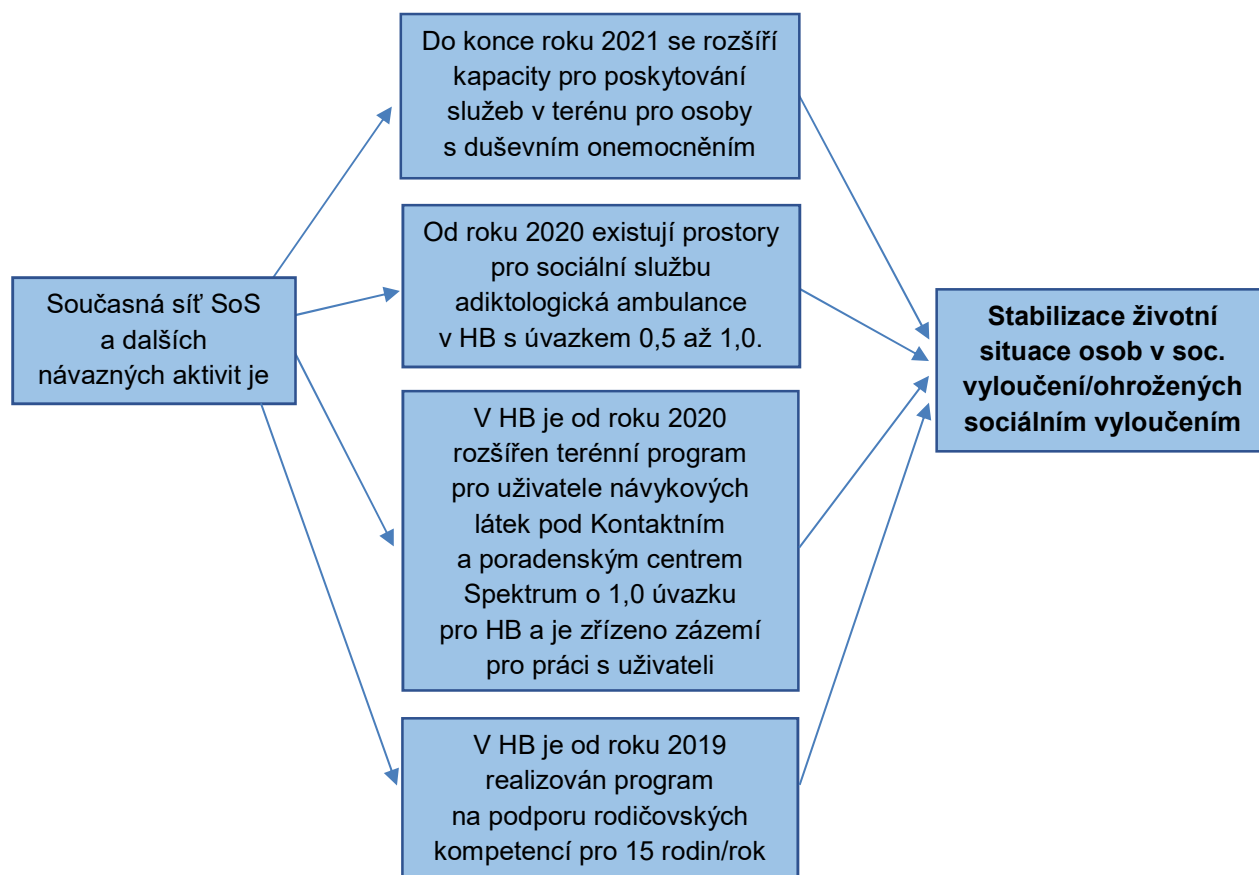 Současná síť SoS
a dalších
návazných aktivit je
Do konce roku 2021 se rozšíří
kapacity pro poskytování
služeb v terénu pro osoby
s duševním onemocněním
Od roku 2020 existují prostory
pro sociální službu
adiktologická ambulance
v HB s úvazkem 0,5 až 1,0.
V HB je od roku 2020
rozšířen terénní program
pro uživatele návykových
látek pod Kontaktním
a poradenským centrem
Spektrum o 1,0 úvazku
pro HB a je zřízeno zázemí
pro práci s uživateli
V HB je od roku 2019
realizován program
na podporu rodičovských
kompetencí pro 15 rodin/rok
Stabilizace životní
situace osob v soc.
vyloučení/ohrožených
sociálním vyloučením